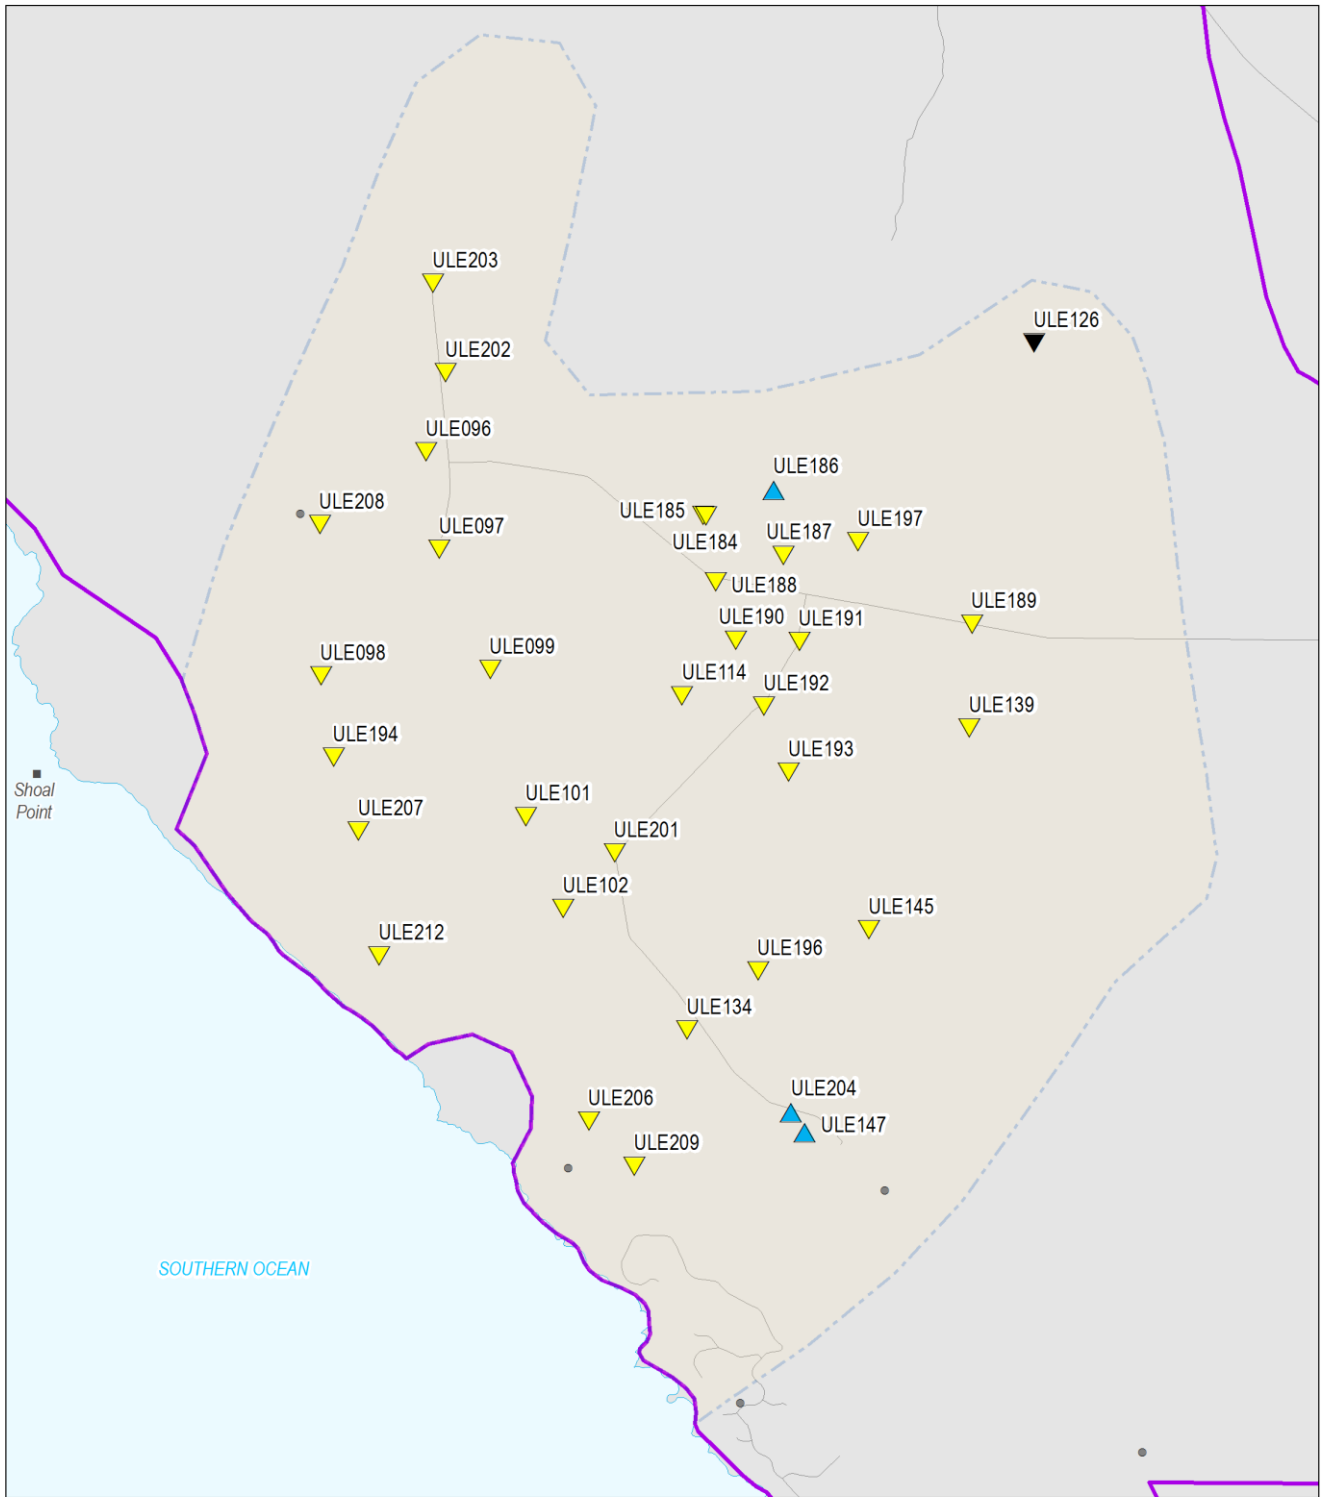 ULE203
ULE126
ULE202
ULE096
ULE186
ULE208
ULE185
ULE197
ULE097
ULE187
ULE184
ULE188
ULE189
ULE190
ULE191
ULE099
ULE098
ULE114
ULE192
ULE139
ULE194
ULE193
Shoal
Point
ULE101
ULE207
ULE201
ULE102
ULE145
ULE212
ULE196
ULE134
ULE204
ULE206
ULE147
ULE209
SOUTHERN OCEAN